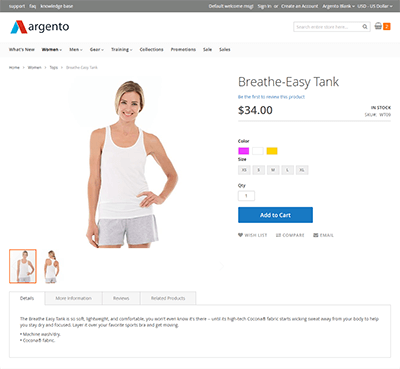 support faq knowledge base
Default welcome msg! Sign In or Create an Account Argento Blank USD - US Dollar
argento
Search entire store here...
What's New Women Men Gear Training Collections Promotions Sale Sales
Home Women Tops Breathe-Easy Tank
Breathe-Easy Tank
Be the first to review this product
$34.00
IN STOCK
SKU#: WT09
Color
Size
XS S M L XL
Qty
1
Add to Cart
WISH LIST COMPARE EMAIL
Details More Information Reviews Related Products
The Breathe Easy Tank is so soft, lightweight, and comfortable, you won't even know it's there – until its high-tech Cocona® fabric starts wicking sweat away from your body to
help you stay dry and focused. Layer it over your favorite sports bra and get moving.
• Machine wash/dry.
• Cocona® fabric.